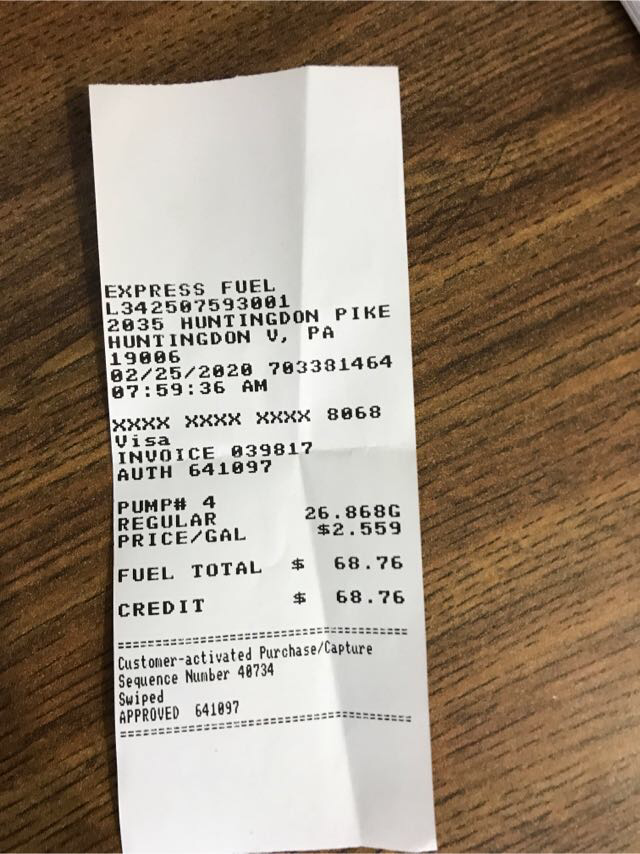 EXPRESS FUEL
L342507593001
2035 HUNTINGDON PIKE
HUNTINGDON V, PA
19006
02/25/2020 703381464
07:59:36 AM
XXXX XXXX XXXX 8068
Visa
INVOICE 039817
AUTH 641097
PUMP# 4
REGULAR 26.868G
PRICE/GAL $2.559
FUEL TOTAL $ 68.76
CREDIT $ 68.76
=========================================
Customer-activated Purchase/Capture
Sequence Number 40734
Swiped
APPROVED 641097
=========================================